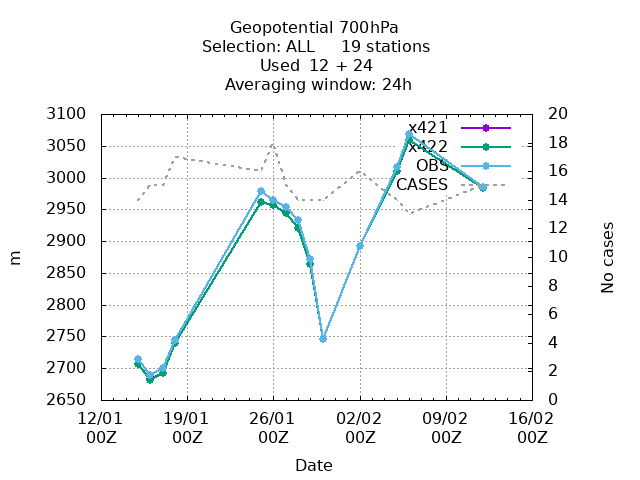 Geopotential 700hPa
Selection: ALL 19 stations
Used 12 + 24
Averaging window: 24h
3100
3050
3000
2950
2900
2850
2800
2750
2700
2650
m
20
18
16
14
12
10
8
6
4
2
0
No cases
x421
x422
OBS
CASES
12/01 19/01 26/01 02/02 09/02 16/02
00Z 00Z 00Z 00Z 00Z 00Z
Date